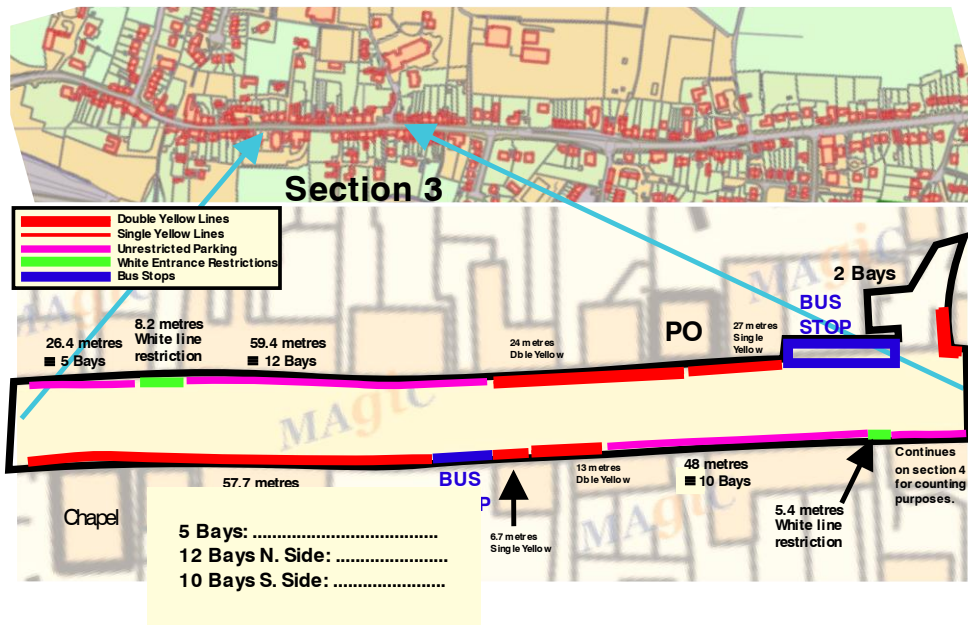 Section 3
Double Yellow Lines
Single Yellow Lines
Unrestricted Parking
White Entrance Restrictions
Bus Stops
2 Bays
BUS
STOP
8.2 metres
White line
restriction
26.4 metres
≡ 5 Bays
59.4 metres
≡ 12 Bays
24 metres
Dble Yellow
PO
27 metres
Single
Yellow
MAgiC
MAgiC
MAgiC
MAgiC
57.7 metres
BUS
P
Chapel
6.7 metres
Single Yellow
13 metres
Dble Yellow
48 metres
≡ 10 Bays
5.4 metres
White line
restriction
Continues
on section 4
for counting
purposes.
5 Bays: .....................................
12 Bays N. Side: ............................
10 Bays S. Side: .......................